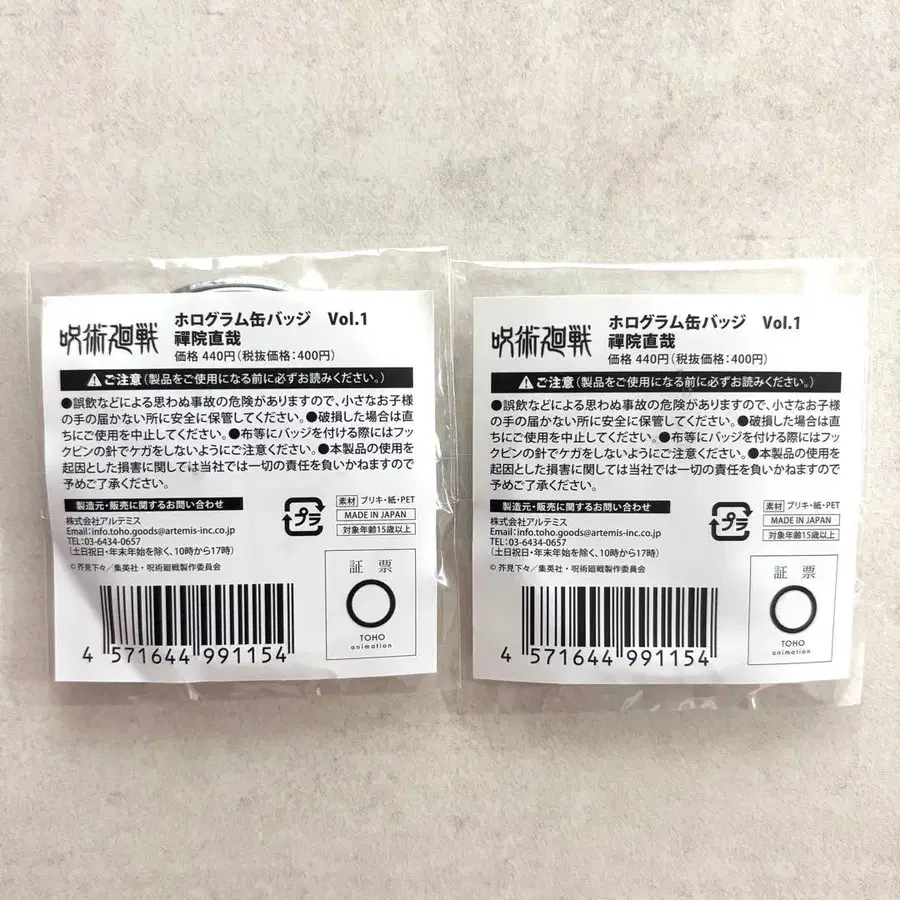 呪術廻戦
ホログラム缶バッジ Vol.1
禪院直哉
価格 440円(税抜価格:400円)
ご注意(製品をご使用になる前に必ずお読みください。)
●誤飲などによる思わぬ事故の危険がありますので、小さなお子様
の手の届かない所に安全に保管してください。●破損した場合は直
ちにご使用を中止してください。●布等にバッジを付ける際にはフッ
クピンの針でケガをしないようにご注意ください。●本製品の使用を
起因とした損害に関しては当社では一切の責任を負いかねますので
予めご了承ください。
製造元・販売に関するお問い合わせ
株式会社アルテミス
Email:info.toho.goods@artemis-inc.co.jp
TEL:03-6434-0657
(土日祝日・年末年始を除く、10時から17時)
©芥見下々/集英社・呪術廻戦製作委員会
プラ
素材 ブリキ・紙・PET
MADE IN JAPAN
対象年齢15歳以上
証票
TOHO
animation
4 571644 991154
呪術廻戦
ホログラム缶バッジ Vol.1
禪院直哉
価格 440円(税抜価格:400円)
ご注意(製品をご使用になる前に必ずお読みください。)
●誤飲などによる思わぬ事故の危険がありますので、小さなお子様
の手の届かない所に安全に保管してください。●破損した場合は直
ちにご使用を中止してください。●布等にバッジを付ける際にはフッ
クピンの針でケガをしないようにご注意ください。●本製品の使用を
起因とした損害に関しては当社では一切の責任を負いかねますので
予めご了承ください。
製造元・販売に関するお問い合わせ
株式会社アルテミス
Email:info.toho.goods@artemis-inc.co.jp
TEL:03-6434-0657
(土日祝日・年末年始を除く、10時から17時)
©芥見下々/集英社・呪術廻戦製作委員会
プラ
素材 ブリキ・紙・PET
MADE IN JAPAN
対象年齢15歳以上
証票
TOHO
animation
4 571644 991154